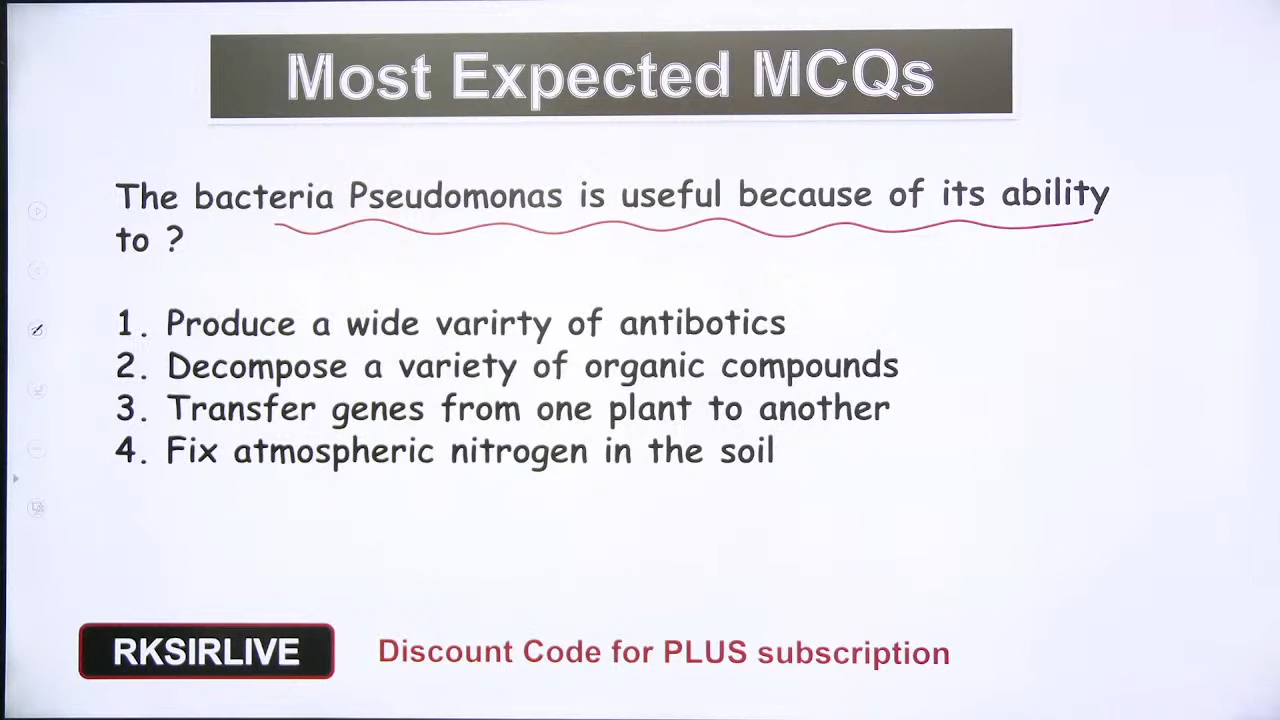 Most Expected MCQs
The bacteria Pseudomonas is useful because of its ability
to ?
1. Produce a wide varirty of antibotics
2. Decompose a variety of organic compounds
3. Transfer genes from one plant to another
4. Fix atmospheric nitrogen in the soil
RKSIRLIVE
Discount Code for PLUS subscription